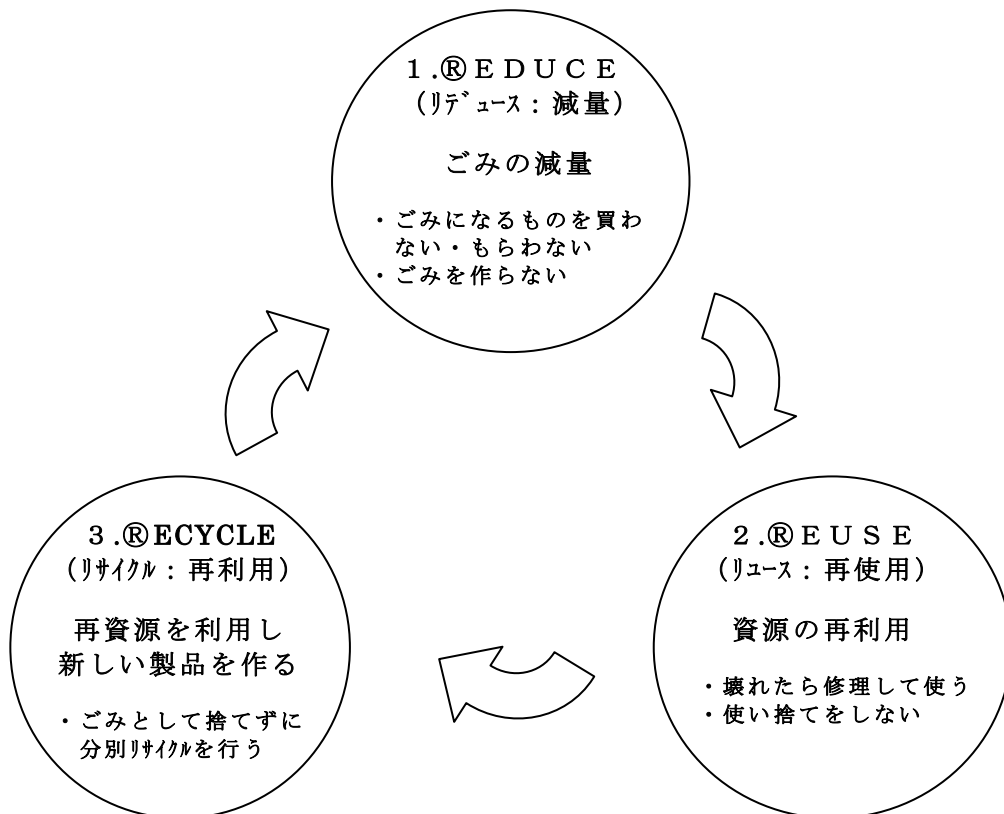 １.ⓇＥＤＵＣＥ
（ﾘﾃﾞｭｰｽ：減量）
ごみの減量
・ごみになるものを買わ
ない・もらわない
・ごみを作らない
２.ⓇＥＵＳＥ
（ﾘﾕｰｽ：再使用）
資源の再利用
・壊れたら修理して使う
・使い捨てをしない
３.ⓇECYCLE
（ﾘｻｲｸﾙ：再利用）
再資源を利用し
新しい製品を作る
・ごみとして捨てずに
分別ﾘｻｲｸﾙを行う